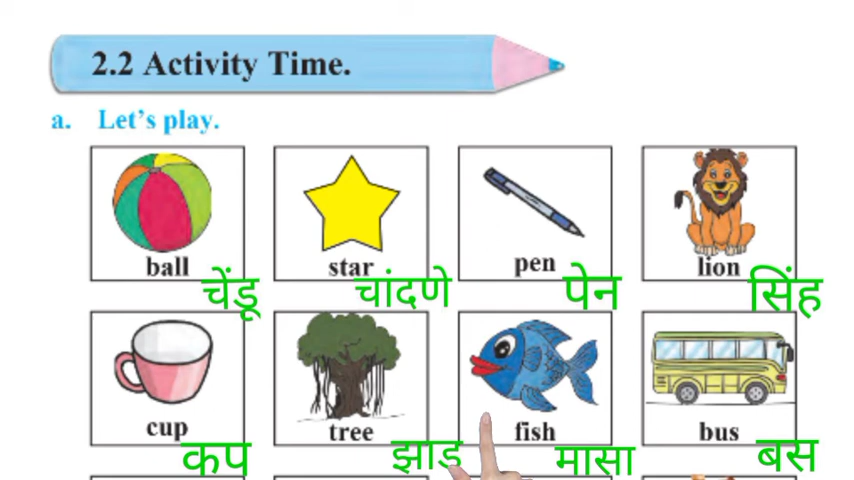 2.2 Activity Time.
a. Let's play.
ball star pen lion
चेंडू चांदणे पेन सिंह
cup tree fish bus
कप झाड मासा बस